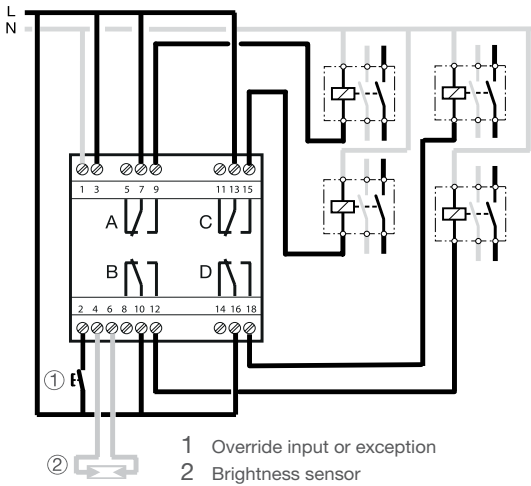 L
N
1 3 5 7 9 11 13 15
A C
B D
2 4 6 8 10 12 14 16 18
1
2
1 Override input or exception
2 Brightness sensor